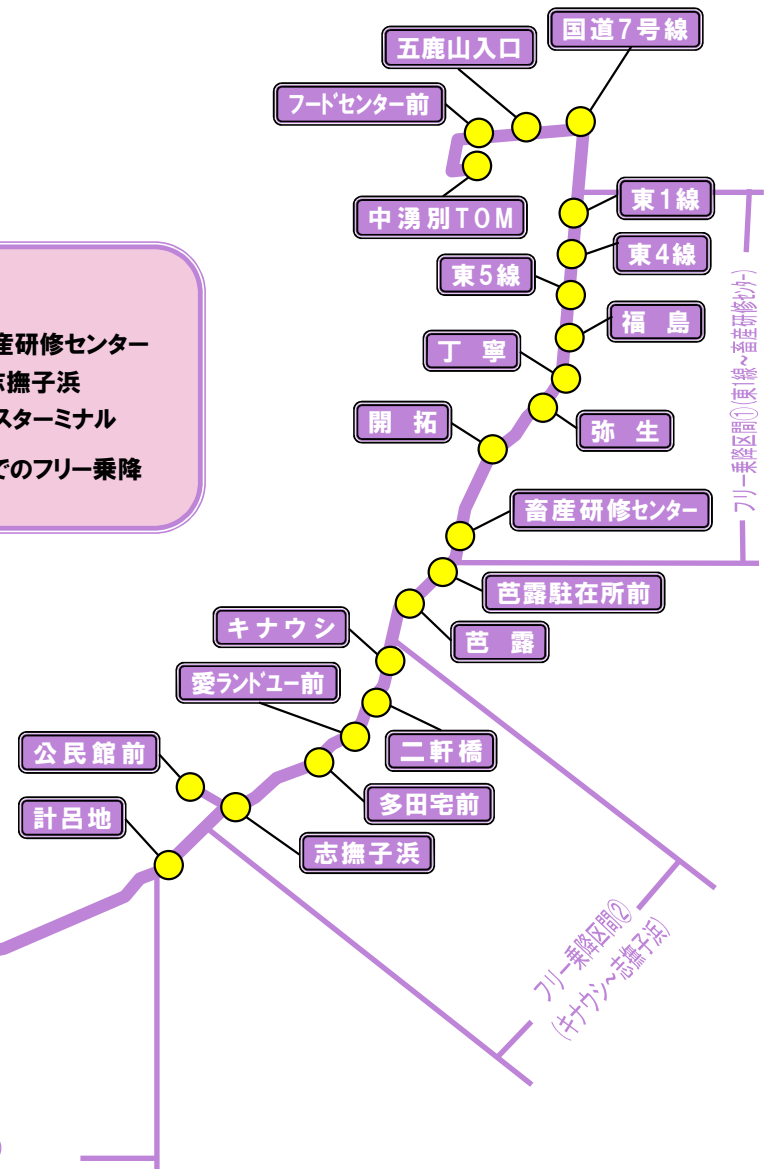 国道7号線
五鹿山入口
フードセンター前
中湧別TOM
東1線
東4線
東5線
福島
丁寧
弥生
開拓
畜産研修センター
芭露駐在所前
芭露
キナウシ
愛ランドユー前
二軒橋
公民館前
多田宅前
計呂地
志撫子浜
産研修センター
志撫子浜
スターミナル
でのフリー乗降
フリー乗降区間①(東1線~畜産研修センター)
フリー乗降区間②
(キナウシ~志撫子浜)
)